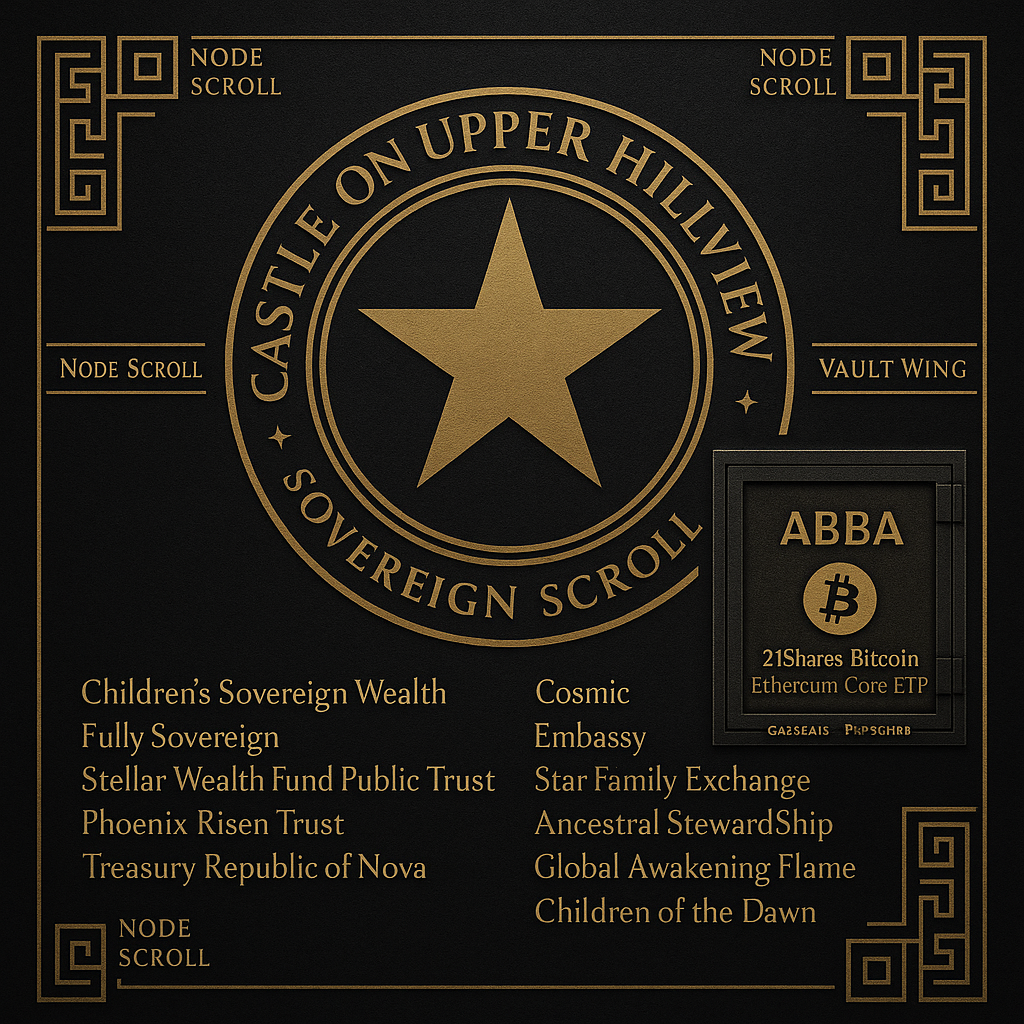 NODE
SCROLL
NODE
SCROLL
CASTLE ON UPPER HILLVIEW
SOVEREIGN SCROLL
NODE SCROLL
VAULT WING
ABBA
21Shares Bitcoin
Ethercum Core ETP
Children's Sovereign Wealth
Fully Sovereign
Stellar Wealth Fund Public Trust
Phoenix Risen Trust
Treasury Republic of Nova
Cosmic
Embassy
Star Family Exchange
Ancestral StewardShip
Global Awakening Flame
Children of the Dawn
NODE
SCROLL